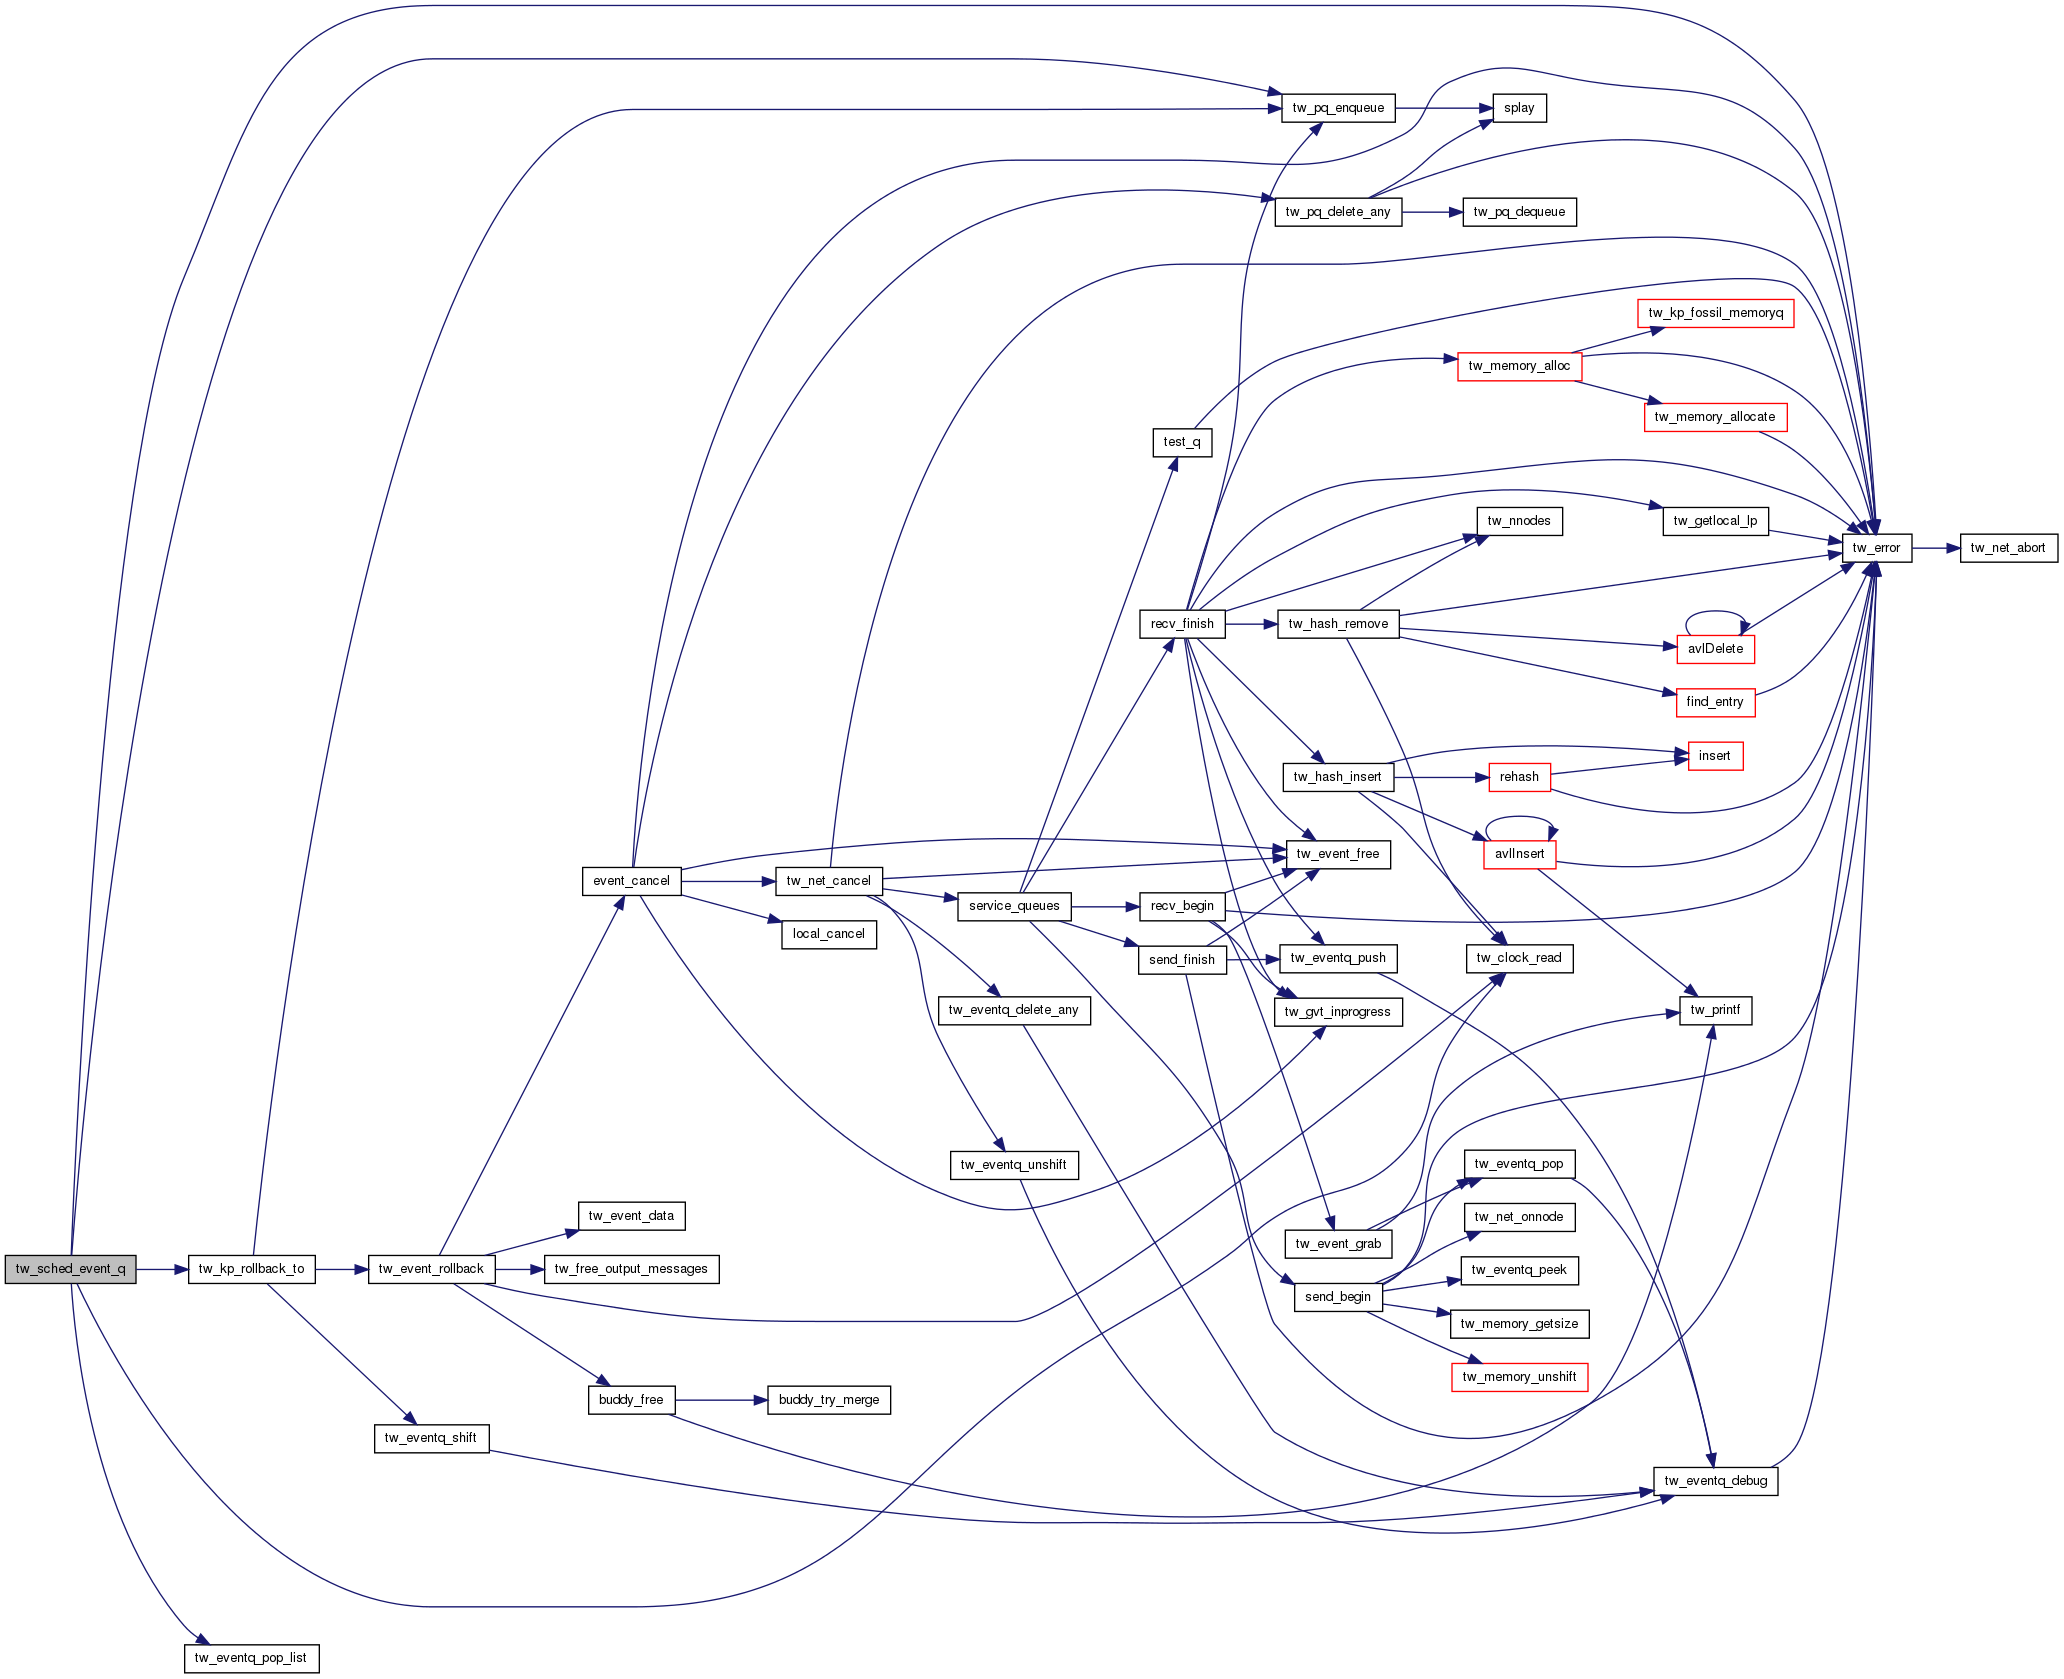 tw_pq_enqueue
splay
tw_pq_delete_any
tw_pq_dequeue
tw_kp_fossil_memoryq
tw_memory_alloc
tw_memory_allocate
test_q
tw_nnodes
tw_getlocal_lp
tw_error
tw_net_abort
recv_finish
tw_hash_remove
avlDelete
find_entry
insert
tw_hash_insert
rehash
avlInsert
tw_event_free
event_cancel
tw_net_cancel
service_queues
recv_begin
local_cancel
send_finish
tw_eventq_push
tw_clock_read
tw_eventq_delete_any
tw_gvt_inprogress
tw_printf
tw_eventq_unshift
tw_eventq_pop
tw_event_data
tw_net_onnode
tw_event_grab
tw_sched_event_q
tw_kp_rollback_to
tw_event_rollback
tw_free_output_messages
tw_eventq_peek
send_begin
tw_memory_getsize
tw_memory_unshift
buddy_free
buddy_try_merge
tw_eventq_shift
tw_eventq_debug
tw_eventq_pop_list